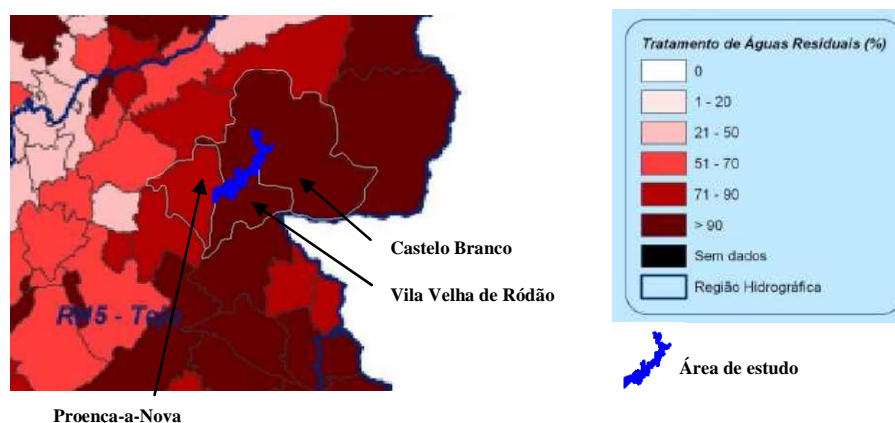 RH5 - Tejo
Castelo Branco
Vila Velha de Ródão
Proença-a-Nova
Tratamento de Águas Residuais (%)
0
1 - 20
21 - 50
51 - 70
71 - 90
> 90
Sem dados
Região Hidrográfica
Área de estudo